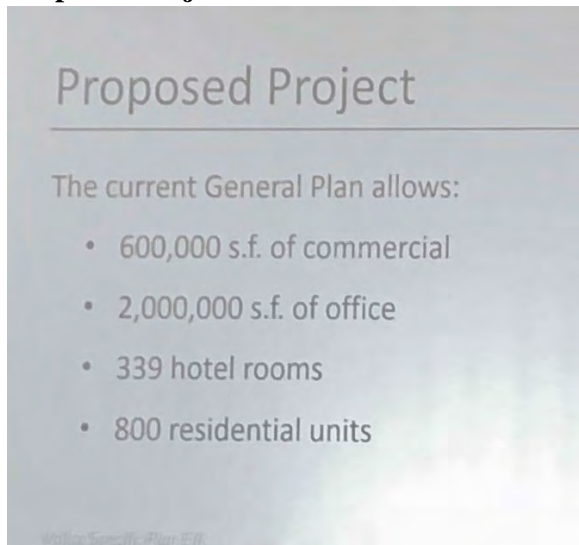 Proposed Project
The current General Plan allows:
• 600,000 s.f. of commercial
• 2,000,000 s.f. of office
• 339 hotel rooms
• 800 residential units